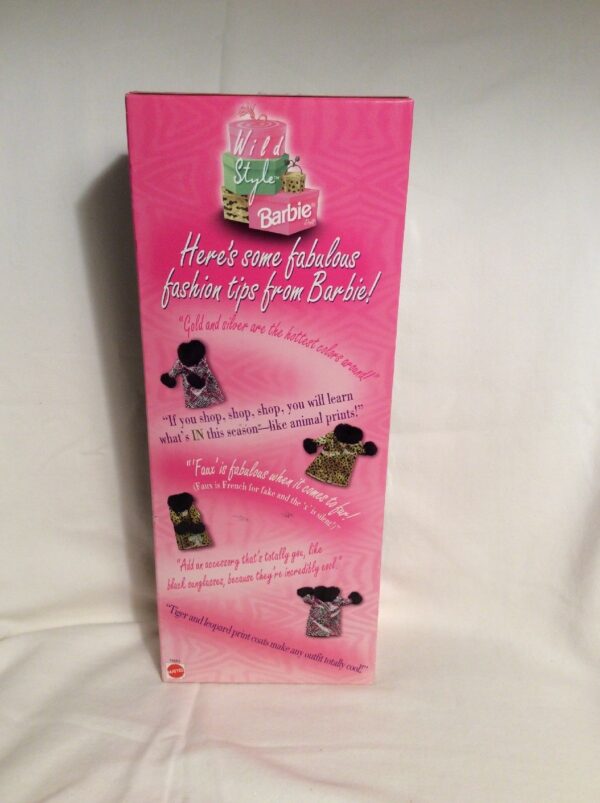 Wild
Style™
Barbie®
Here's some fabulous
fashion tips from Barbie!
"Gold and silver are the hottest colors around!"
"If you shop, shop, shop, you will learn
what's IN this season—like animal prints!"
"'Faux' is fabulous when it comes to fur!
(Faux is French for fake and the 'x' is silent!)"
"Add an accessory that's totally you, like
black sunglasses, because they're incredibly cool."
"Tiger and leopard print coats make any outfit totally cool!"
MATTEL